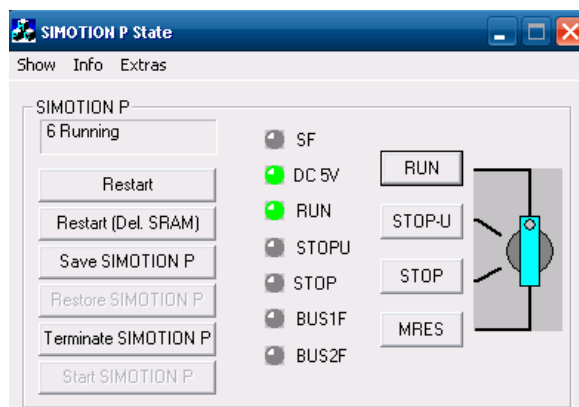 SIMOTION P State
Show Info Extras
SIMOTION P
6 Running
Restart
Restart (Del. SRAM)
Save SIMOTION P
Restore SIMOTION P
Terminate SIMOTION P
Start SIMOTION P
SF
DC 5V
RUN
STOPU
STOP
BUS1F
BUS2F
RUN
STOP-U
STOP
MRES